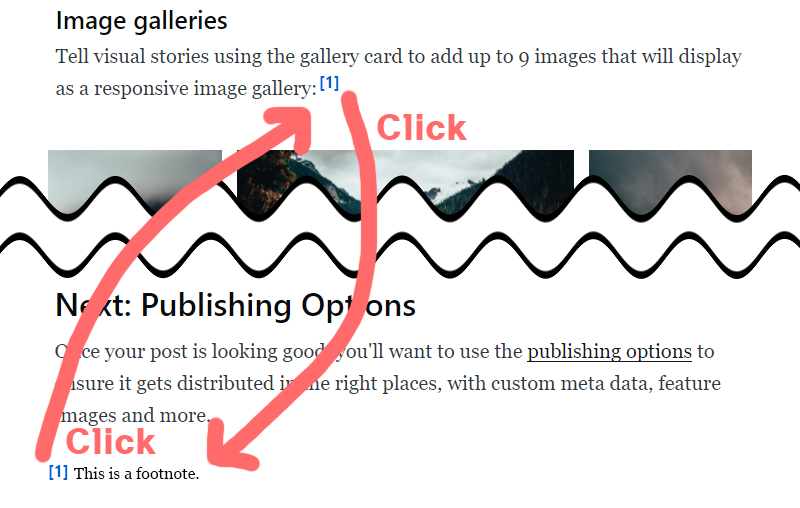 Image galleries
Tell visual stories using the gallery card to add up to 9 images that will display
as a responsive image gallery:[1]
Click
Next: Publishing Options
Once your post is looking good, you'll want to use the publishing options to
ensure it gets distributed in the right places, with custom meta data, feature
images and more.
Click
[1] This is a footnote.